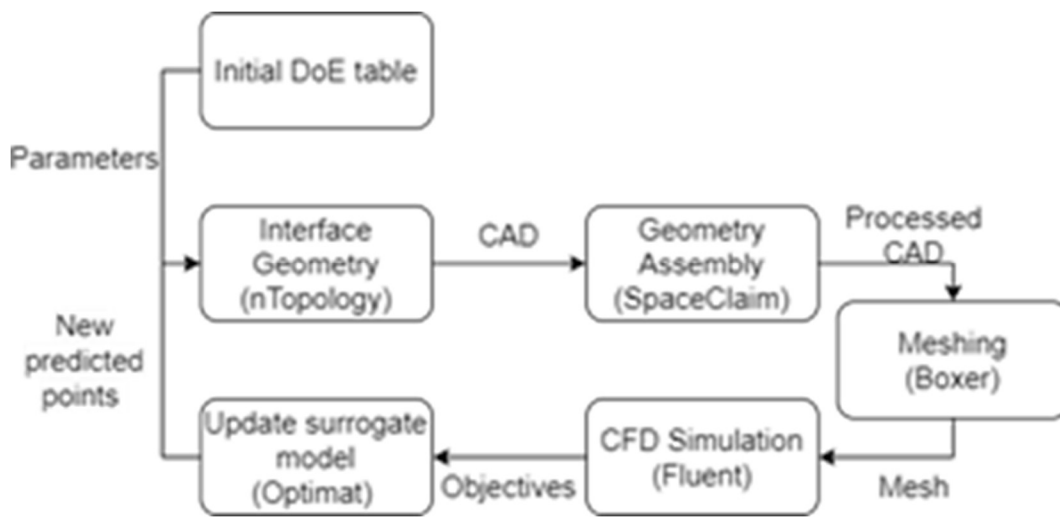 Initial DoE table
Parameters
Interface
Geometry
(nTopology)
CAD
Geometry
Assembly
(SpaceClaim)
Processed
CAD
Meshing
(Boxer)
New
predicted
points
Update surrogate
model
(Optimat)
Objectives
CFD Simulation
(Fluent)
Mesh